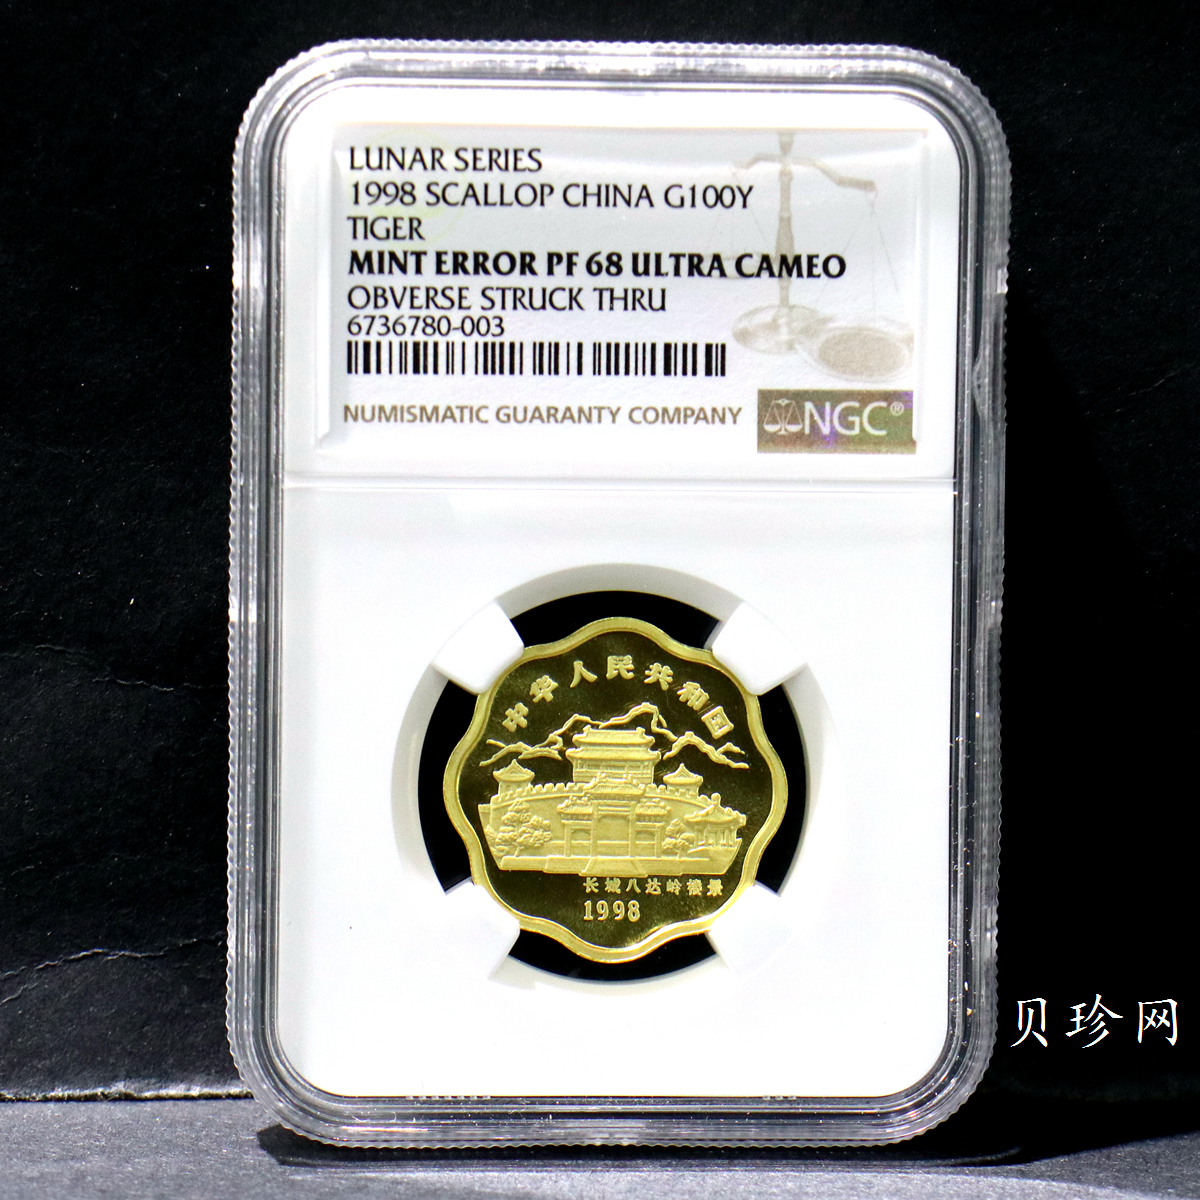 LUNAR SERIES
1998 SCALLOP CHINA G100Y
TIGER
MINT ERROR PF 68 ULTRA CAMEO
OBVERSE STRUCK THRU
6736780-003
NUMISMATIC GUARANTY COMPANY
NGC®
中华人民共和国
长城八达岭楼景
1998
贝珍网